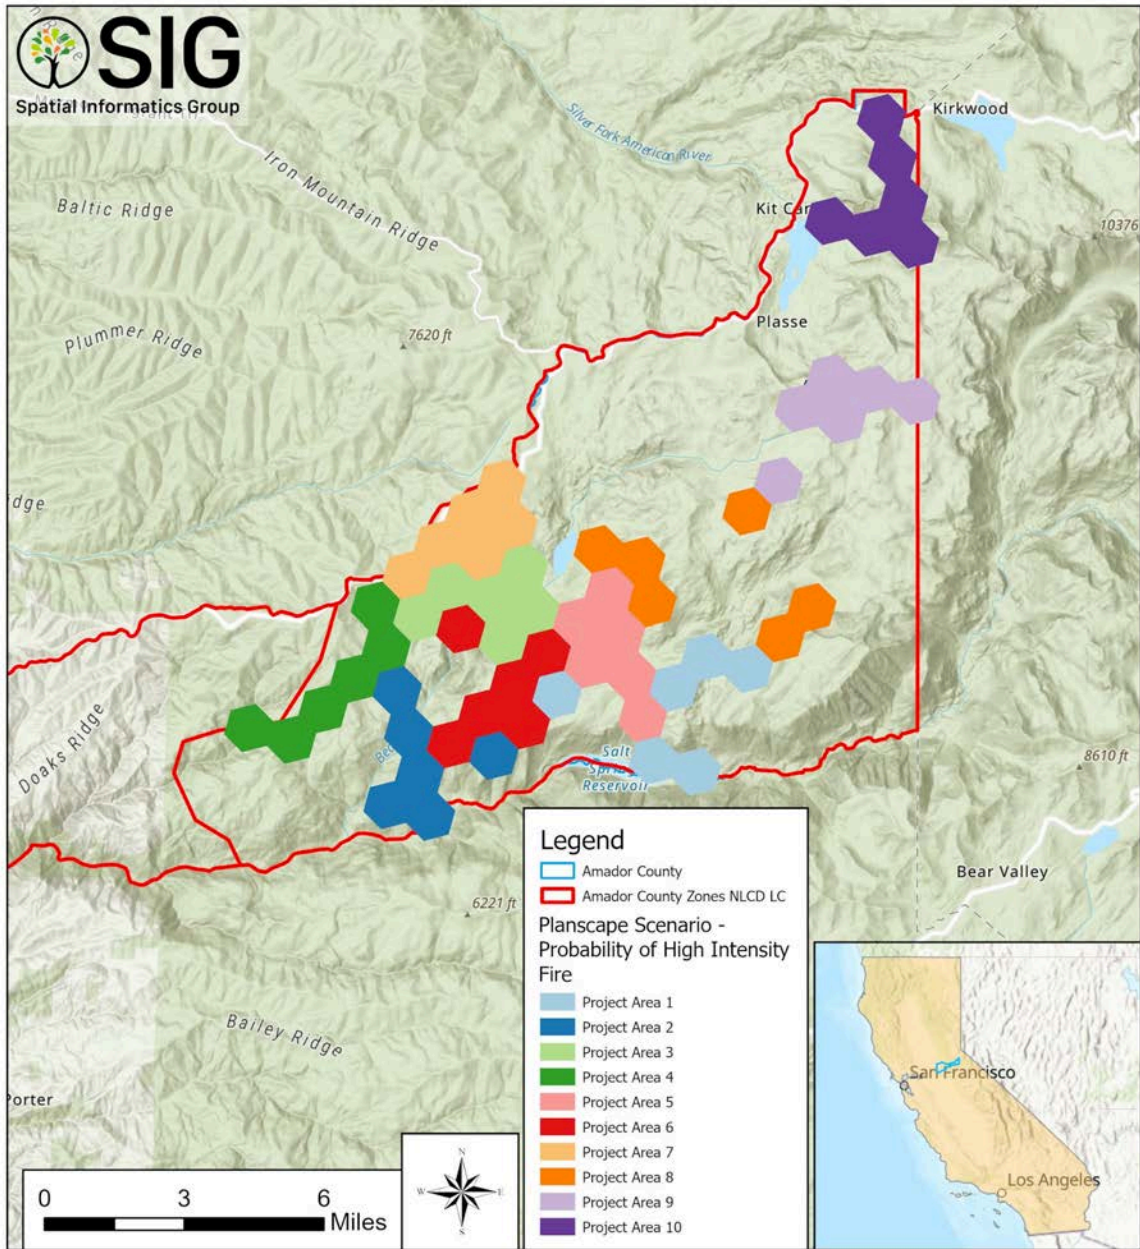 SIG
Spatial Informatics Group
Kirkwood
Silver Fork American River
Iron Mountain Ridge
Baltic Ridge
Kit Car
10376
Plasse
7620 ft
Plummer Ridge
idge
Doaks Ridge
Salt
Reservoir
8610 ft
Bear Valley
6221 ft
Bailey Ridge
Porter
Legend
Amador County
Amador County Zones NLCD LC
Planscape Scenario -
Probability of High Intensity
Fire
Project Area 1
Project Area 2
Project Area 3
Project Area 4
Project Area 5
Project Area 6
Project Area 7
Project Area 8
Project Area 9
Project Area 10
San Francisco
Los Angeles
N
W E
S
0 3 6
Miles